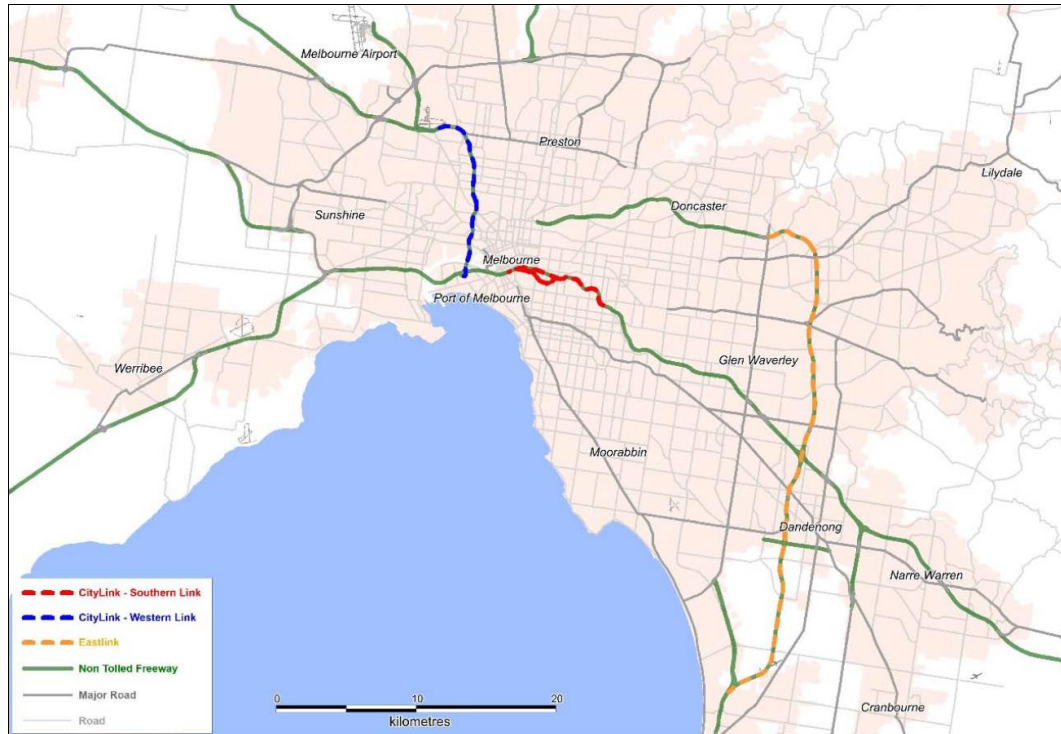 Melbourne Airport
Preston
Lilydale
Doncaster
Sunshine
Melbourne
Port of Melbourne
Glen Waverley
Werribee
Moorabbin
Dandenong
Narre Warren
Cranbourne
CityLink - Southern Link
CityLink - Western Link
Eastlink
Non Tolled Freeway
Major Road
Road
0 10 20
kilometres